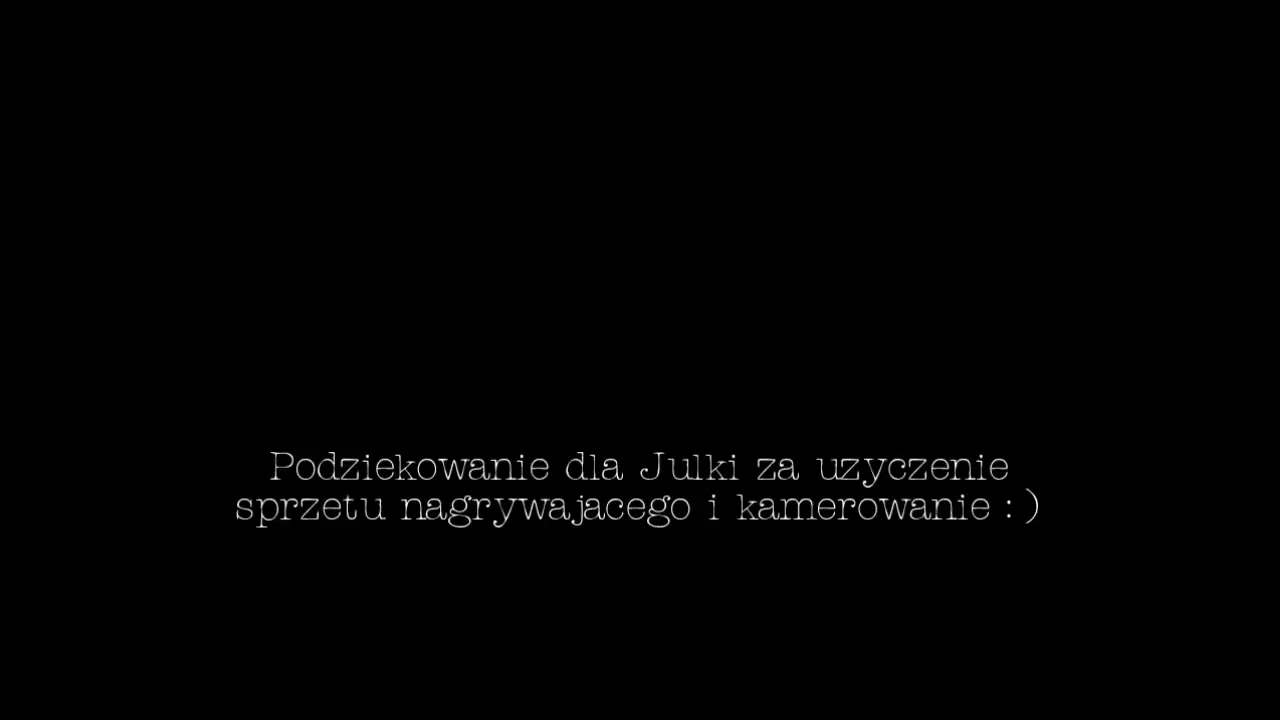 Podziekowanie dla Julki za uzyczenie
sprzetu nagrywajacego i kamerowanie :)